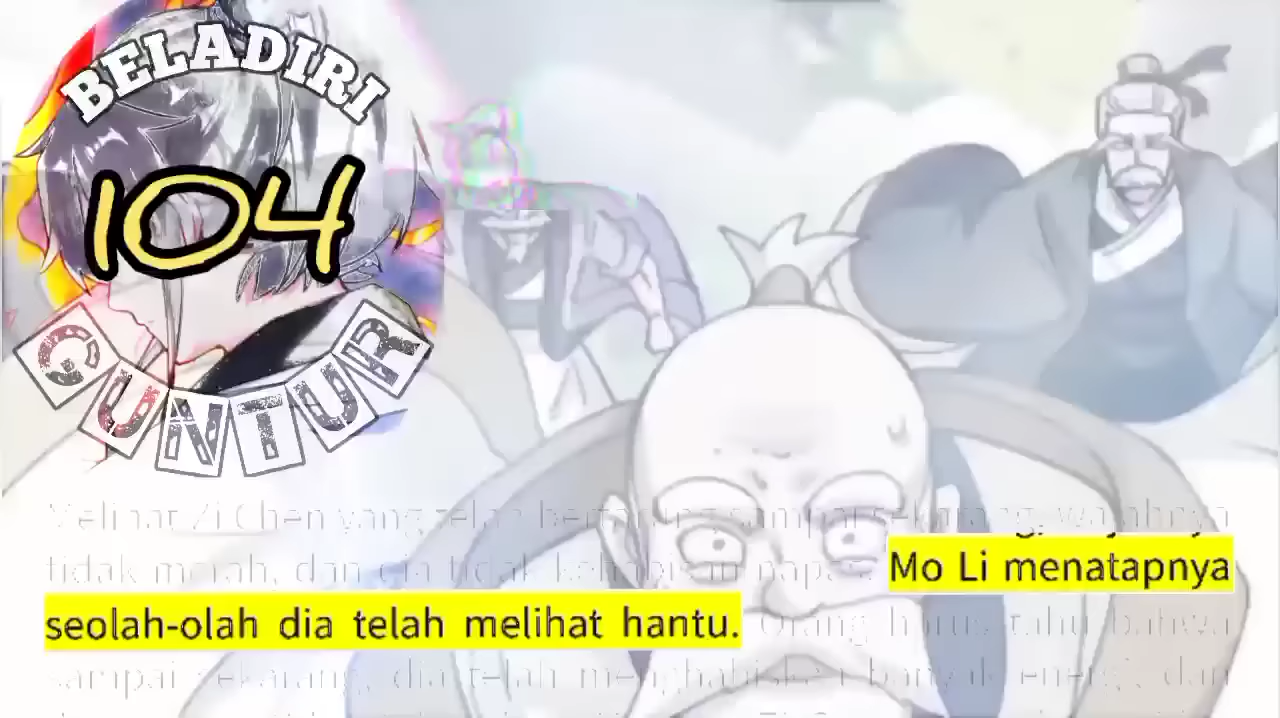 BELADIRI
104
GUNTUR
Melihat Zi Chen yang telah bertarung sampai sekarang, wajahnya
tidak merah, dan dia tidak kehabisan napas. Mo Li menatapnya
seolah-olah dia telah melihat hantu. Orang harus tahu bahwa
sampai sekarang, dia telah menghabiskan banyak energi, dan